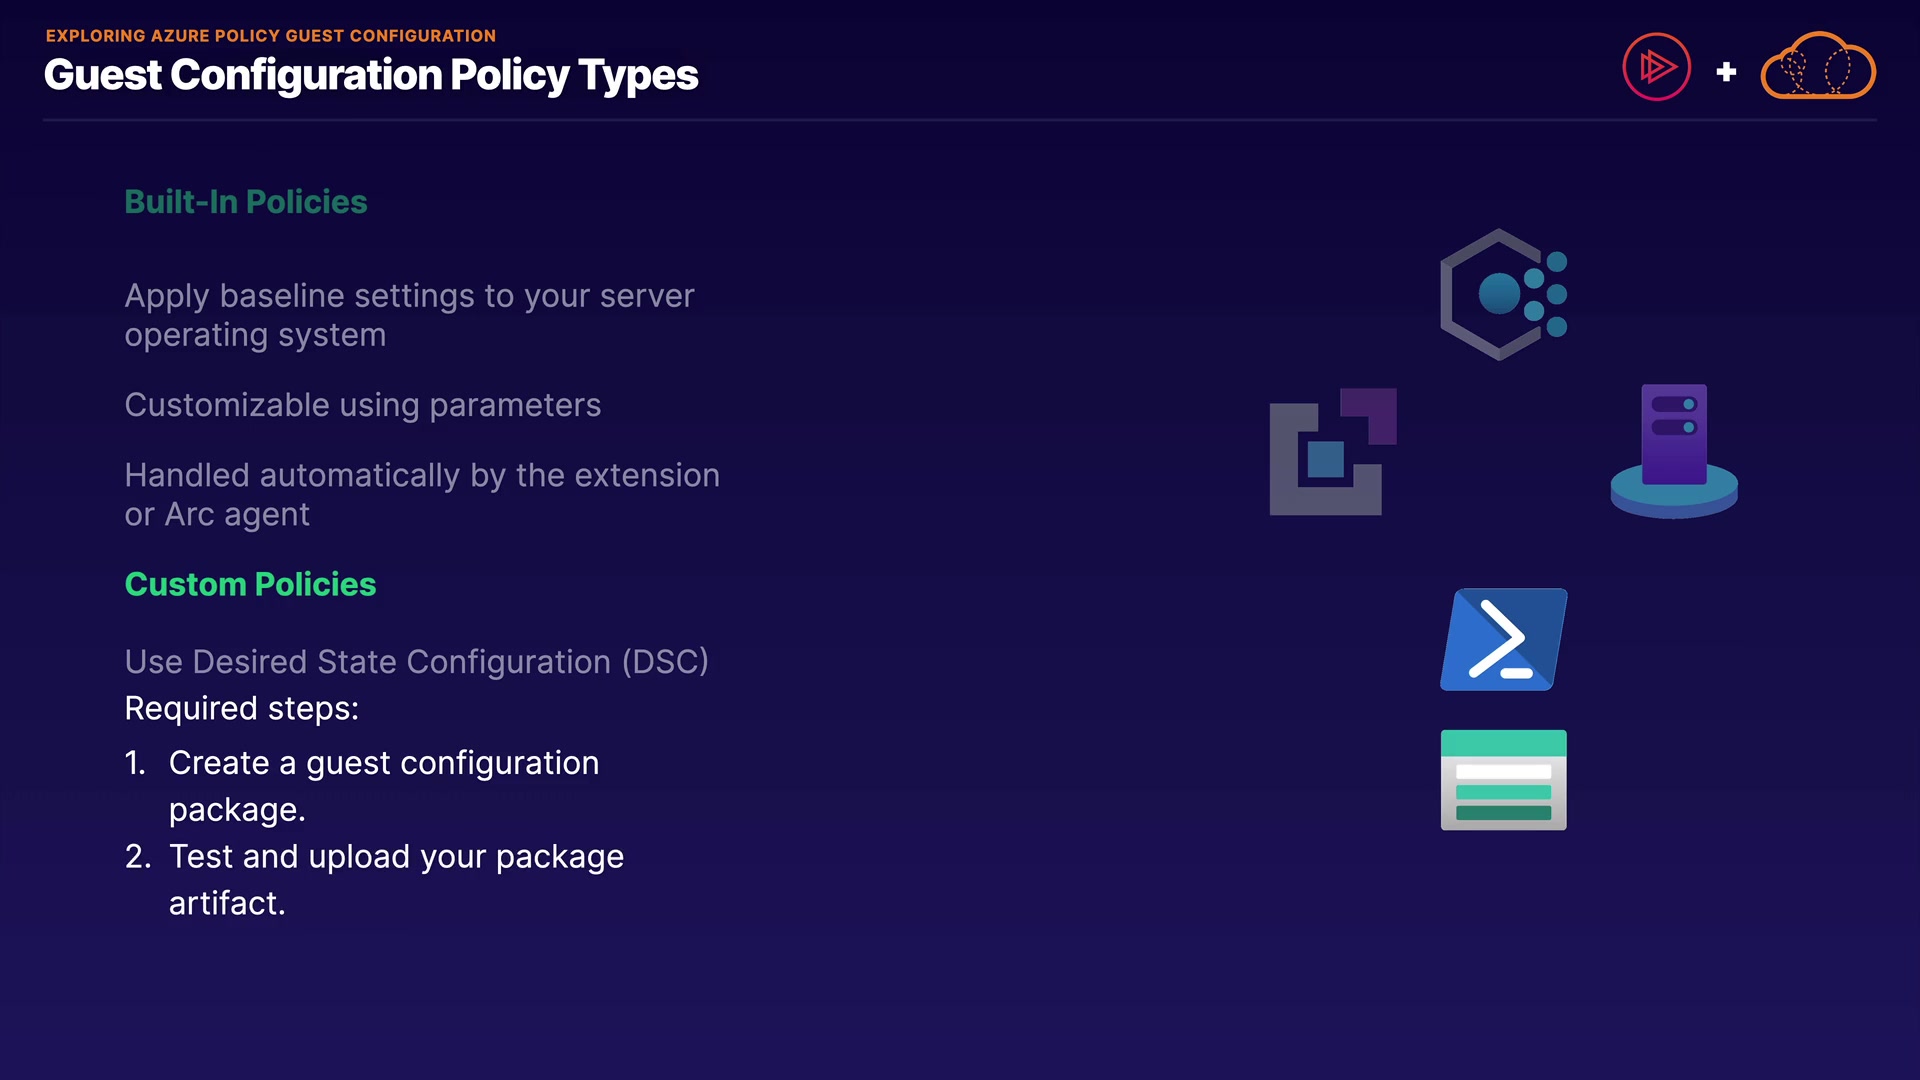 EXPLORING AZURE POLICY GUEST CONFIGURATION
Guest Configuration Policy Types
Built-In Policies
Apply baseline settings to your server
operating system
Customizable using parameters
Handled automatically by the extension
or Arc agent
Custom Policies
Use Desired State Configuration (DSC)
Required steps:
1. Create a guest configuration
package.
2. Test and upload your package
artifact.